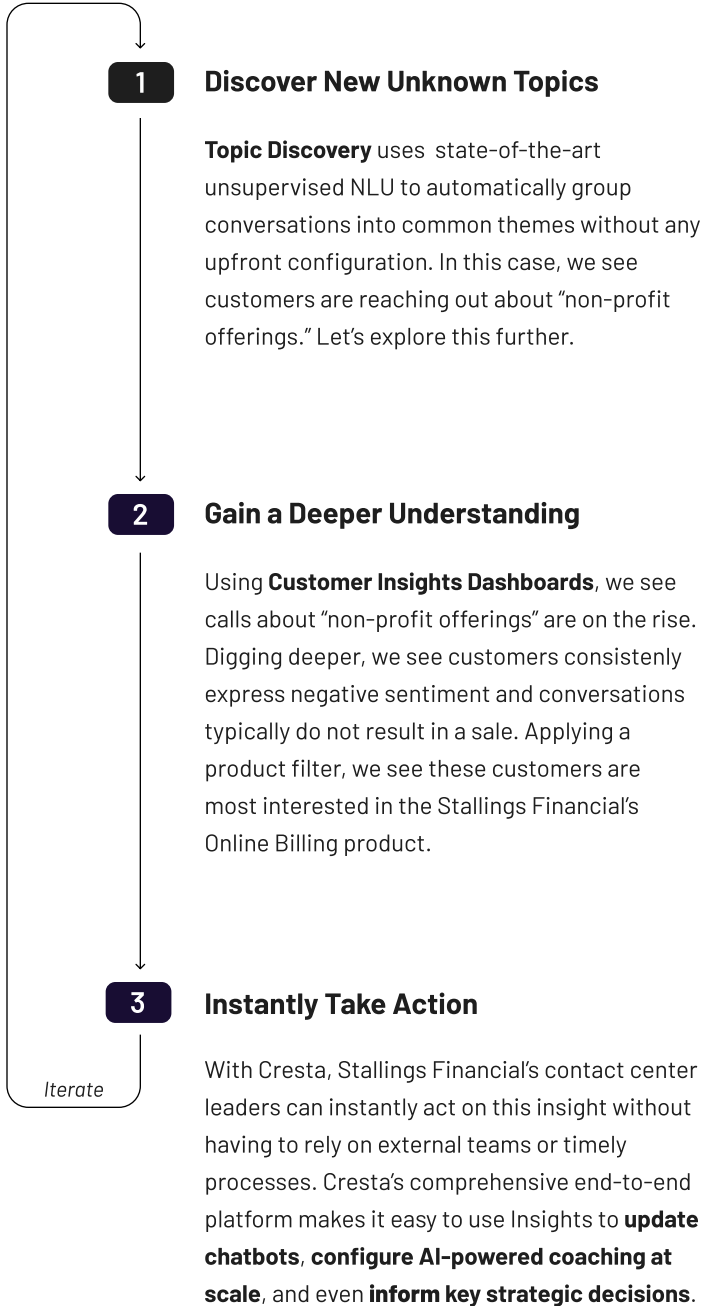 1
Discover New Unknown Topics
Topic Discovery uses  state-of-the-art
unsupervised NLU to automatically group
conversations into common themes without any
upfront configuration. In this case, we see
customers are reaching out about “non-profit
offerings.” Let’s explore this further.
2
Gain a Deeper Understanding
Using Customer Insights Dashboards, we see
calls about “non-profit offerings” are on the rise.
Digging deeper, we see customers consistenly
express negative sentiment and conversations
typically do not result in a sale. Applying a
product filter, we see these customers are
most interested in the Stallings Financial’s
Online Billing product.
3
Instantly Take Action
Iterate
With Cresta, Stallings Financial’s contact center
leaders can instantly act on this insight without
having to rely on external teams or timely
processes. Cresta’s comprehensive end-to-end
platform makes it easy to use Insights to update
chatbots, configure AI-powered coaching at
scale, and even inform key strategic decisions.